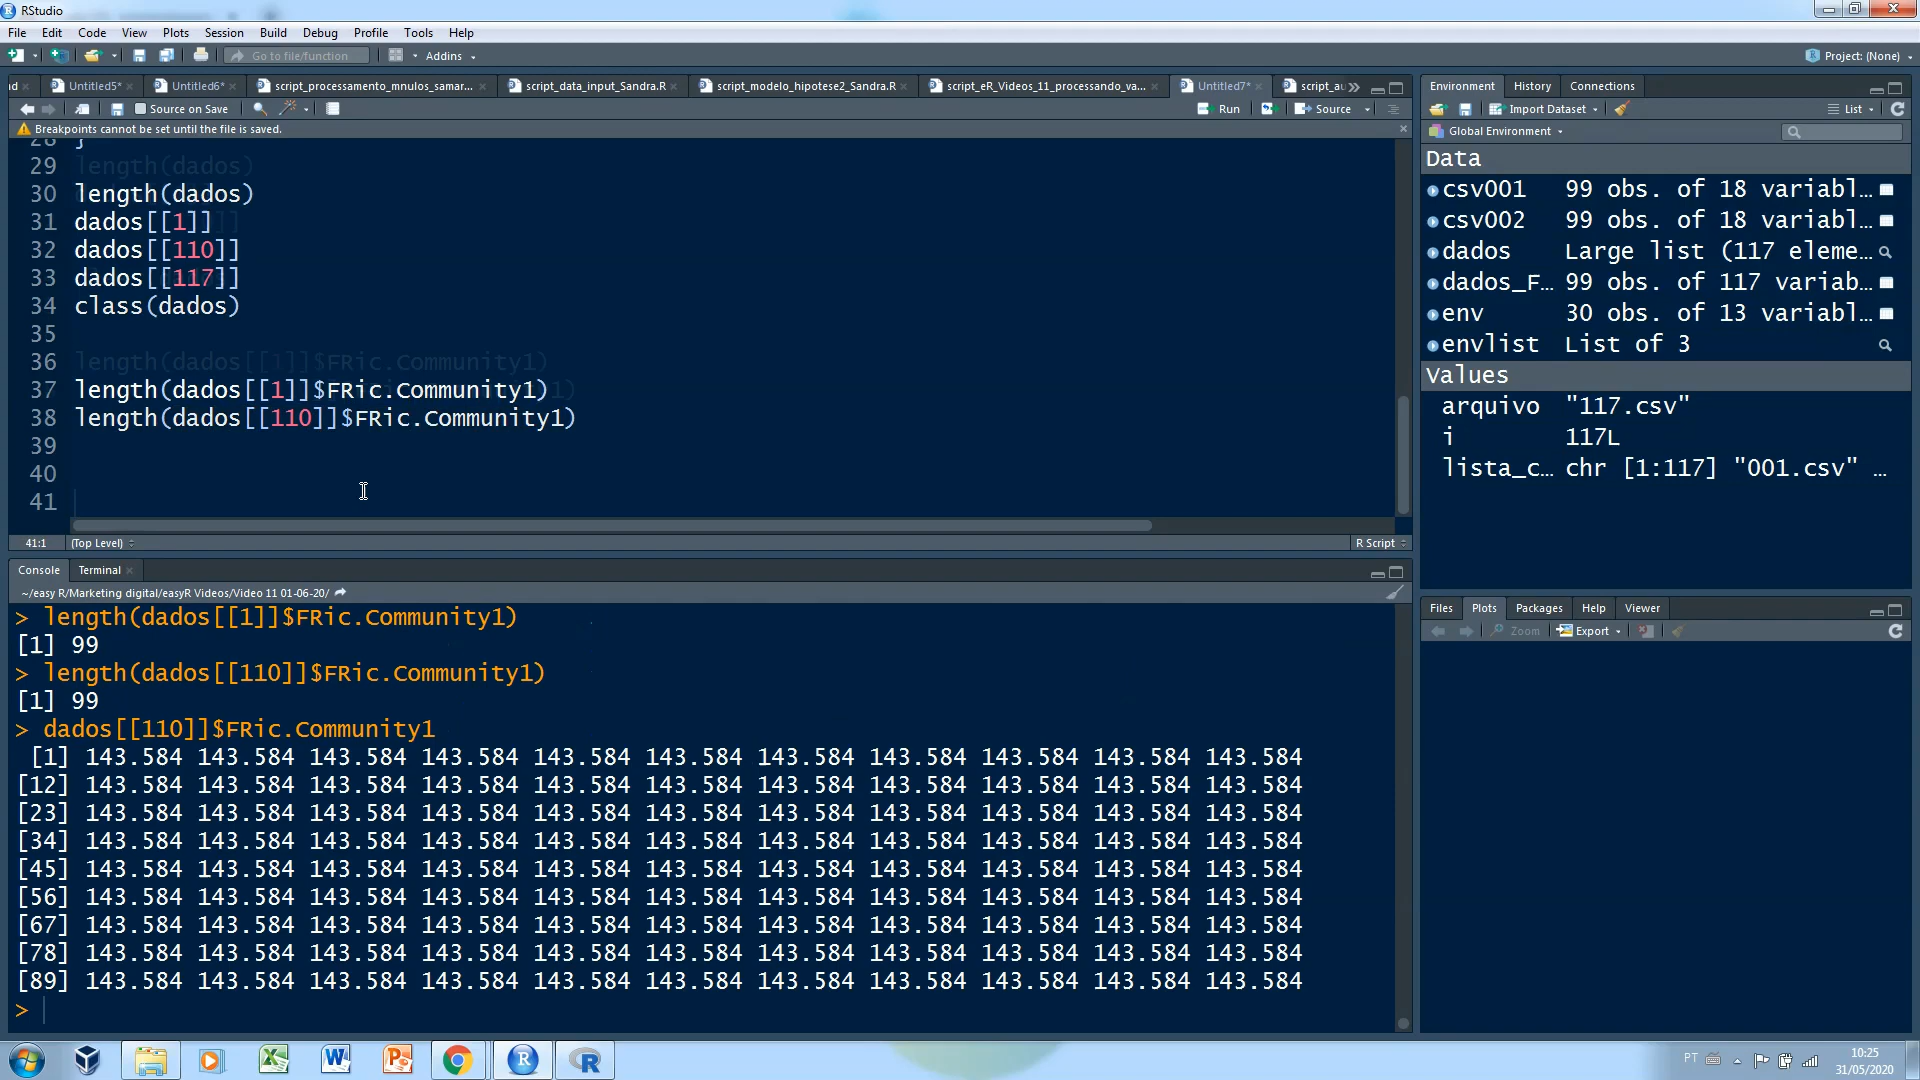 RStudio
File Edit Code View Plots Session Build Debug Profile Tools Help
Go to file/function Addins Project: (None)
nd Untitled5* Untitled6* script_processamento_mnulos_samar... script_data_input_Sandra.R script_modelo_hipotese2_Sandra.R script_eR_Videos_11_processando_va... Untitled7* script_au
Source on Save Run Source
Breakpoints cannot be set until the file is saved.
28 }
29 length(dados)
30 length(dados)
31 dados[[1]]
32 dados[[110]]
33 dados[[117]]
34 class(dados)
35
36 length(dados[[1]]$FRic.Community1)
37 length(dados[[1]]$FRic.Community1)
38 length(dados[[110]]$FRic.Community1)
39
40
41
41:1 (Top Level) R Script
Console Terminal
~/easy R/Marketing digital/easyR Videos/Video 11 01-06-20/
> length(dados[[1]]$FRic.Community1)
[1] 99
> length(dados[[110]]$FRic.Community1)
[1] 99
> dados[[110]]$FRic.Community1
[1] 143.584 143.584 143.584 143.584 143.584 143.584 143.584 143.584 143.584 143.584 143.584
[12] 143.584 143.584 143.584 143.584 143.584 143.584 143.584 143.584 143.584 143.584 143.584
[23] 143.584 143.584 143.584 143.584 143.584 143.584 143.584 143.584 143.584 143.584 143.584
[34] 143.584 143.584 143.584 143.584 143.584 143.584 143.584 143.584 143.584 143.584 143.584
[45] 143.584 143.584 143.584 143.584 143.584 143.584 143.584 143.584 143.584 143.584 143.584
[56] 143.584 143.584 143.584 143.584 143.584 143.584 143.584 143.584 143.584 143.584 143.584
[67] 143.584 143.584 143.584 143.584 143.584 143.584 143.584 143.584 143.584 143.584 143.584
[78] 143.584 143.584 143.584 143.584 143.584 143.584 143.584 143.584 143.584 143.584 143.584
[89] 143.584 143.584 143.584 143.584 143.584 143.584 143.584 143.584 143.584 143.584 143.584
>
Environment History Connections
Import Dataset List
Global Environment
Data
csv001 99 obs. of 18 variabl...
csv002 99 obs. of 18 variabl...
dados Large list (117 eleme...
dados_F... 99 obs. of 117 variab...
env 30 obs. of 13 variabl...
envlist List of 3
Values
arquivo "117.csv"
i 117L
lista_c... chr [1:117] "001.csv" ...
Files Plots Packages Help Viewer
Zoom Export
PT
10:25
31/05/2020